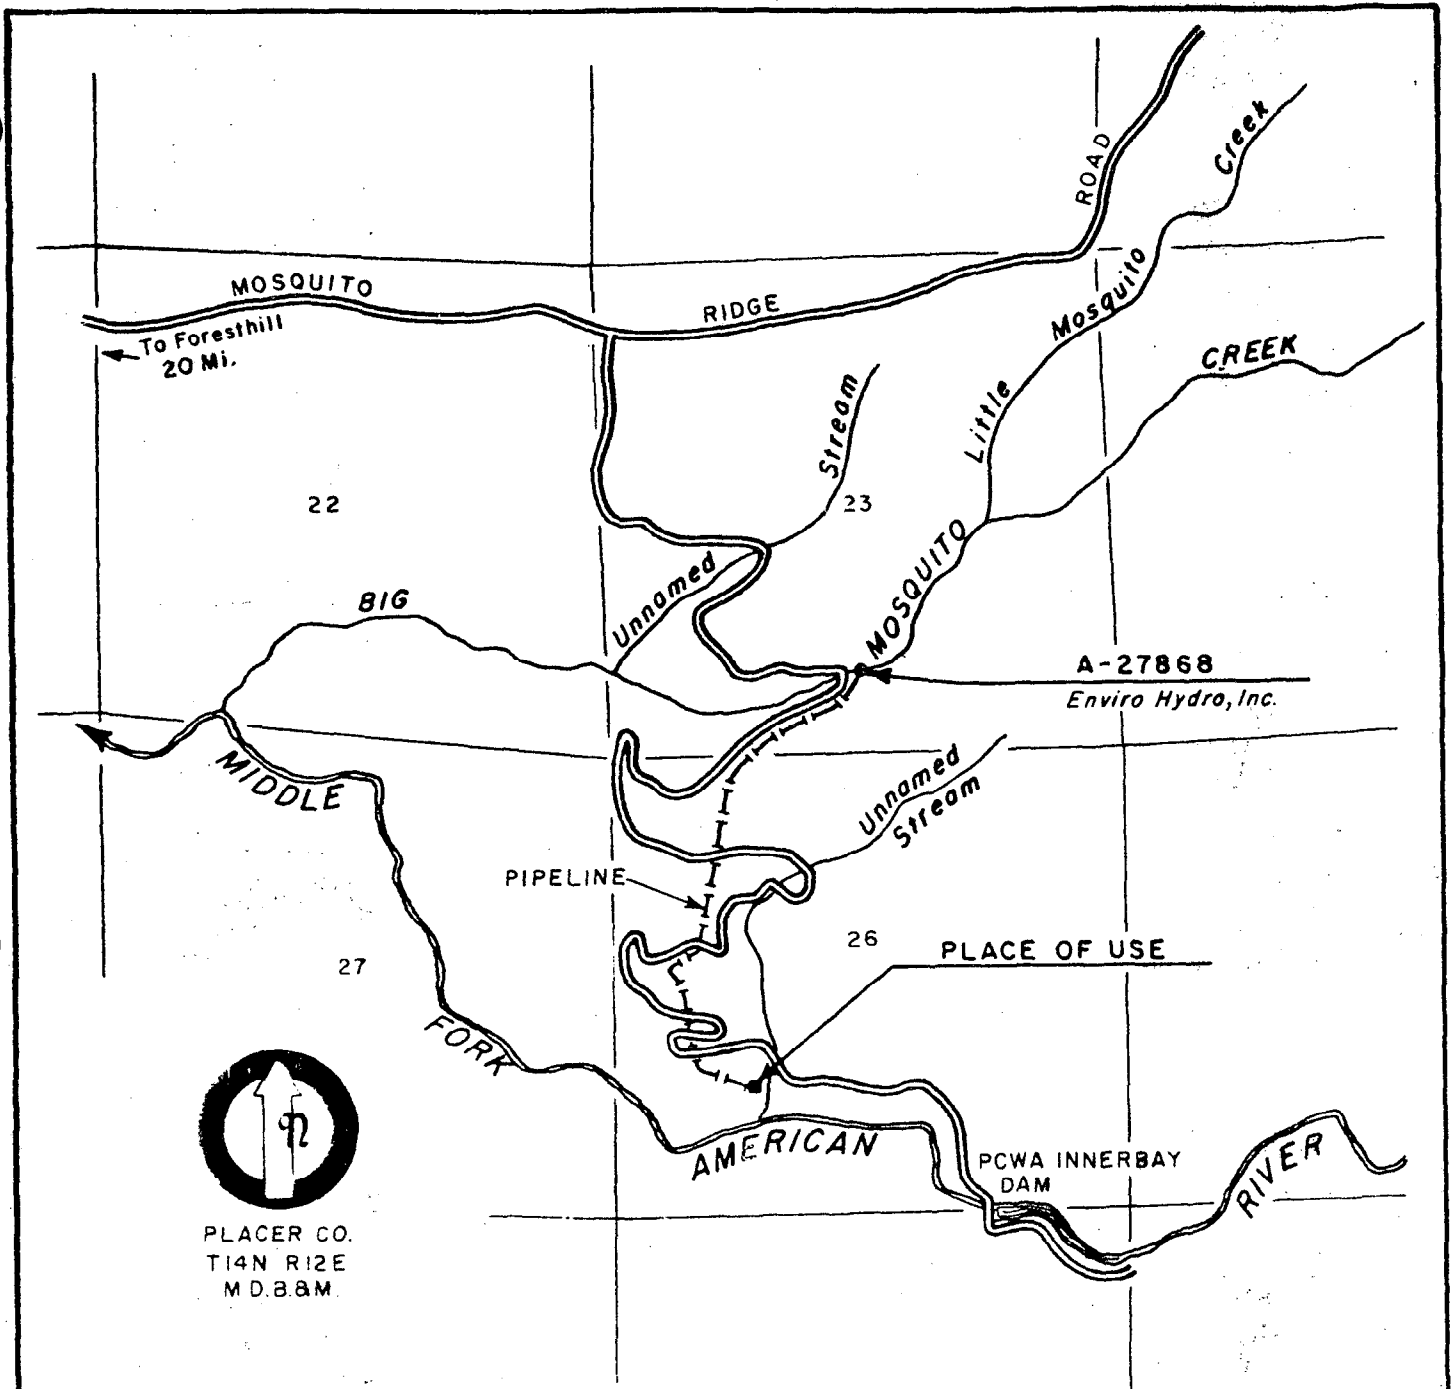 ROAD
Creek
MOSQUITO
RIDGE
Mosquito
To Foresthill
20 Mi.
CREEK
Stream
Little
22
23
MOSQUITO
Unnamed
BIG
A-27868
Enviro Hydro, Inc.
MIDDLE
Unnamed
Stream
PIPELINE
26
PLACE OF USE
27
FORK
n
AMERICAN
PCWA INNERBAY
DAM
RIVER
PLACER CO.
T14N R12E
M D.B.&M.